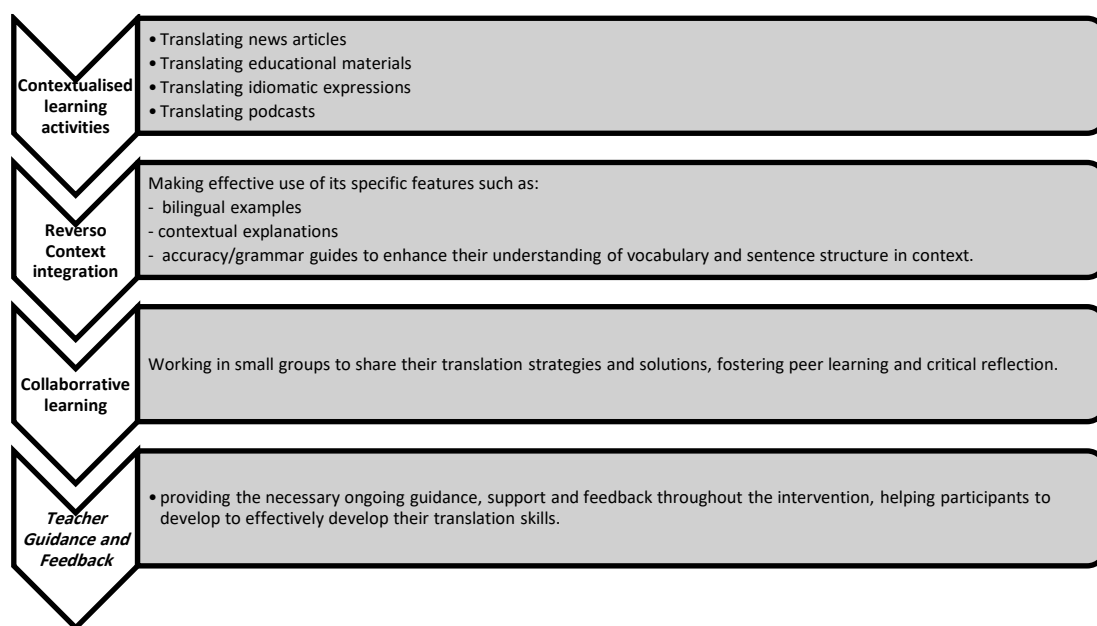 Contextualised
learning
activities
• Translating news articles
• Translating educational materials
• Translating idiomatic expressions
• Translating podcasts
Reverso
Context
integration
Making effective use of its specific features such as:
- bilingual examples
- contextual explanations
- accuracy/grammar guides to enhance their understanding of vocabulary and sentence structure in context.
Collaborrative
learning
Working in small groups to share their translation strategies and solutions, fostering peer learning and critical reflection.
Teacher
Guidance and
Feedback
• providing the necessary ongoing guidance, support and feedback throughout the intervention, helping participants to
develop to effectively develop their translation skills.